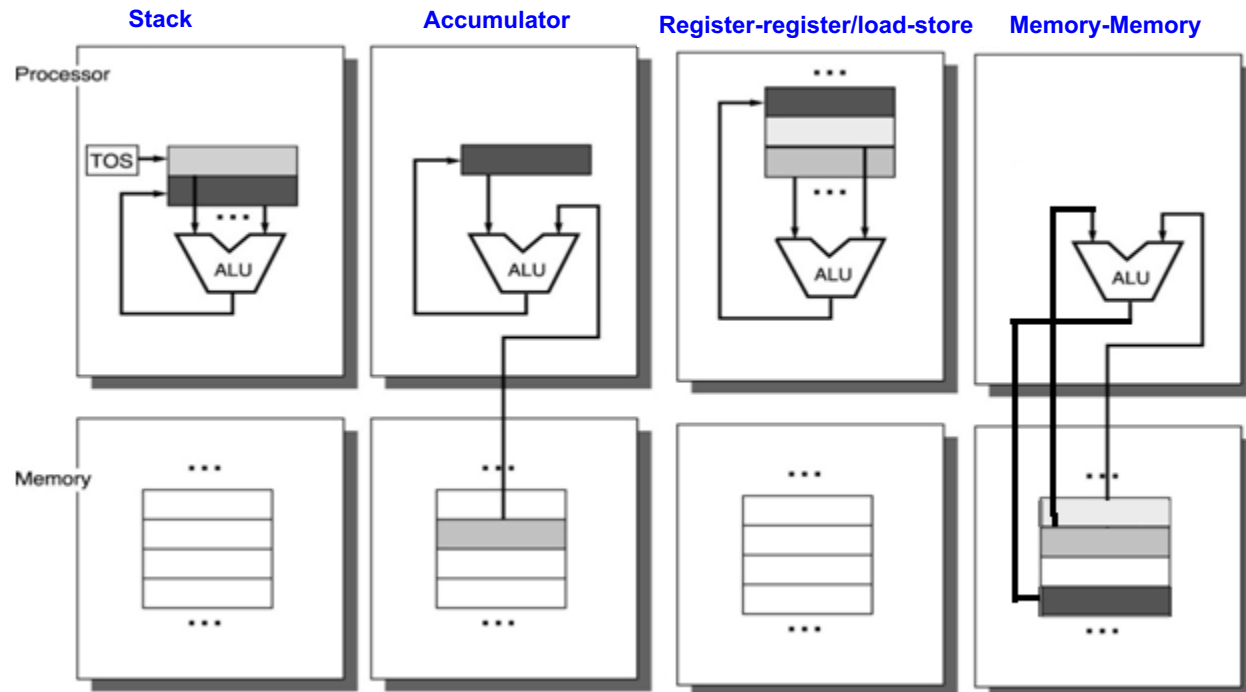 Stack
Accumulator
Register-register/load-store
Memory-Memory
Processor
...
TOS
...
...
ALU
ALU
ALU
ALU
Memory
...
...
...
...
...
...
...
...